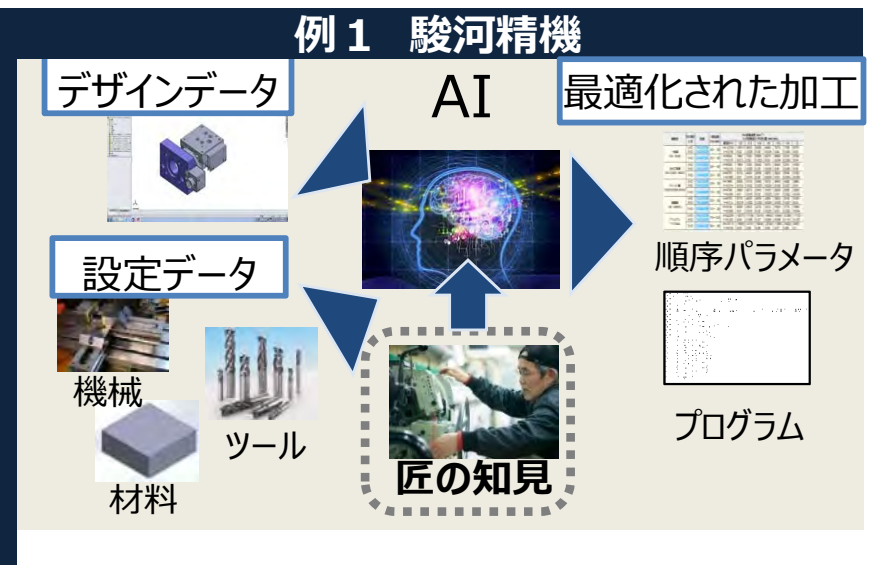 例１　駿河精機
デザインデータ
AI
最適化された加工
順序パラメータ
設定データ
機械
ツール
材料
匠の知見
プログラム